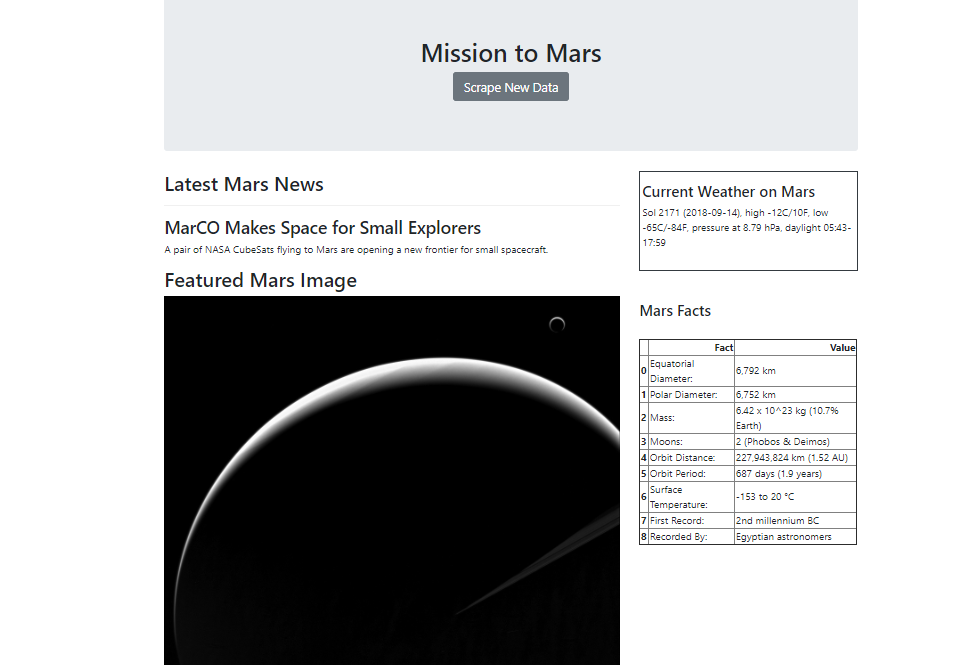 Mission to Mars
Scrape New Data
Latest Mars News
MarCO Makes Space for Small Explorers
A pair of NASA CubeSats flying to Mars are opening a new frontier for small spacecraft.
Featured Mars Image
Current Weather on Mars
Sol 2171 (2018-09-14), high -12C/10F, low
-65C/-84F, pressure at 8.79 hPa, daylight 05:43-
17:59
Mars Facts
Fact Value
0 Equatorial Diameter: 6,792 km
1 Polar Diameter: 6,752 km
2 Mass: 6.42 x 10^23 kg (10.7% Earth)
3 Moons: 2 (Phobos & Deimos)
4 Orbit Distance: 227,943,824 km (1.52 AU)
5 Orbit Period: 687 days (1.9 years)
6 Surface Temperature: -153 to 20 °C
7 First Record: 2nd millennium BC
8 Recorded By: Egyptian astronomers